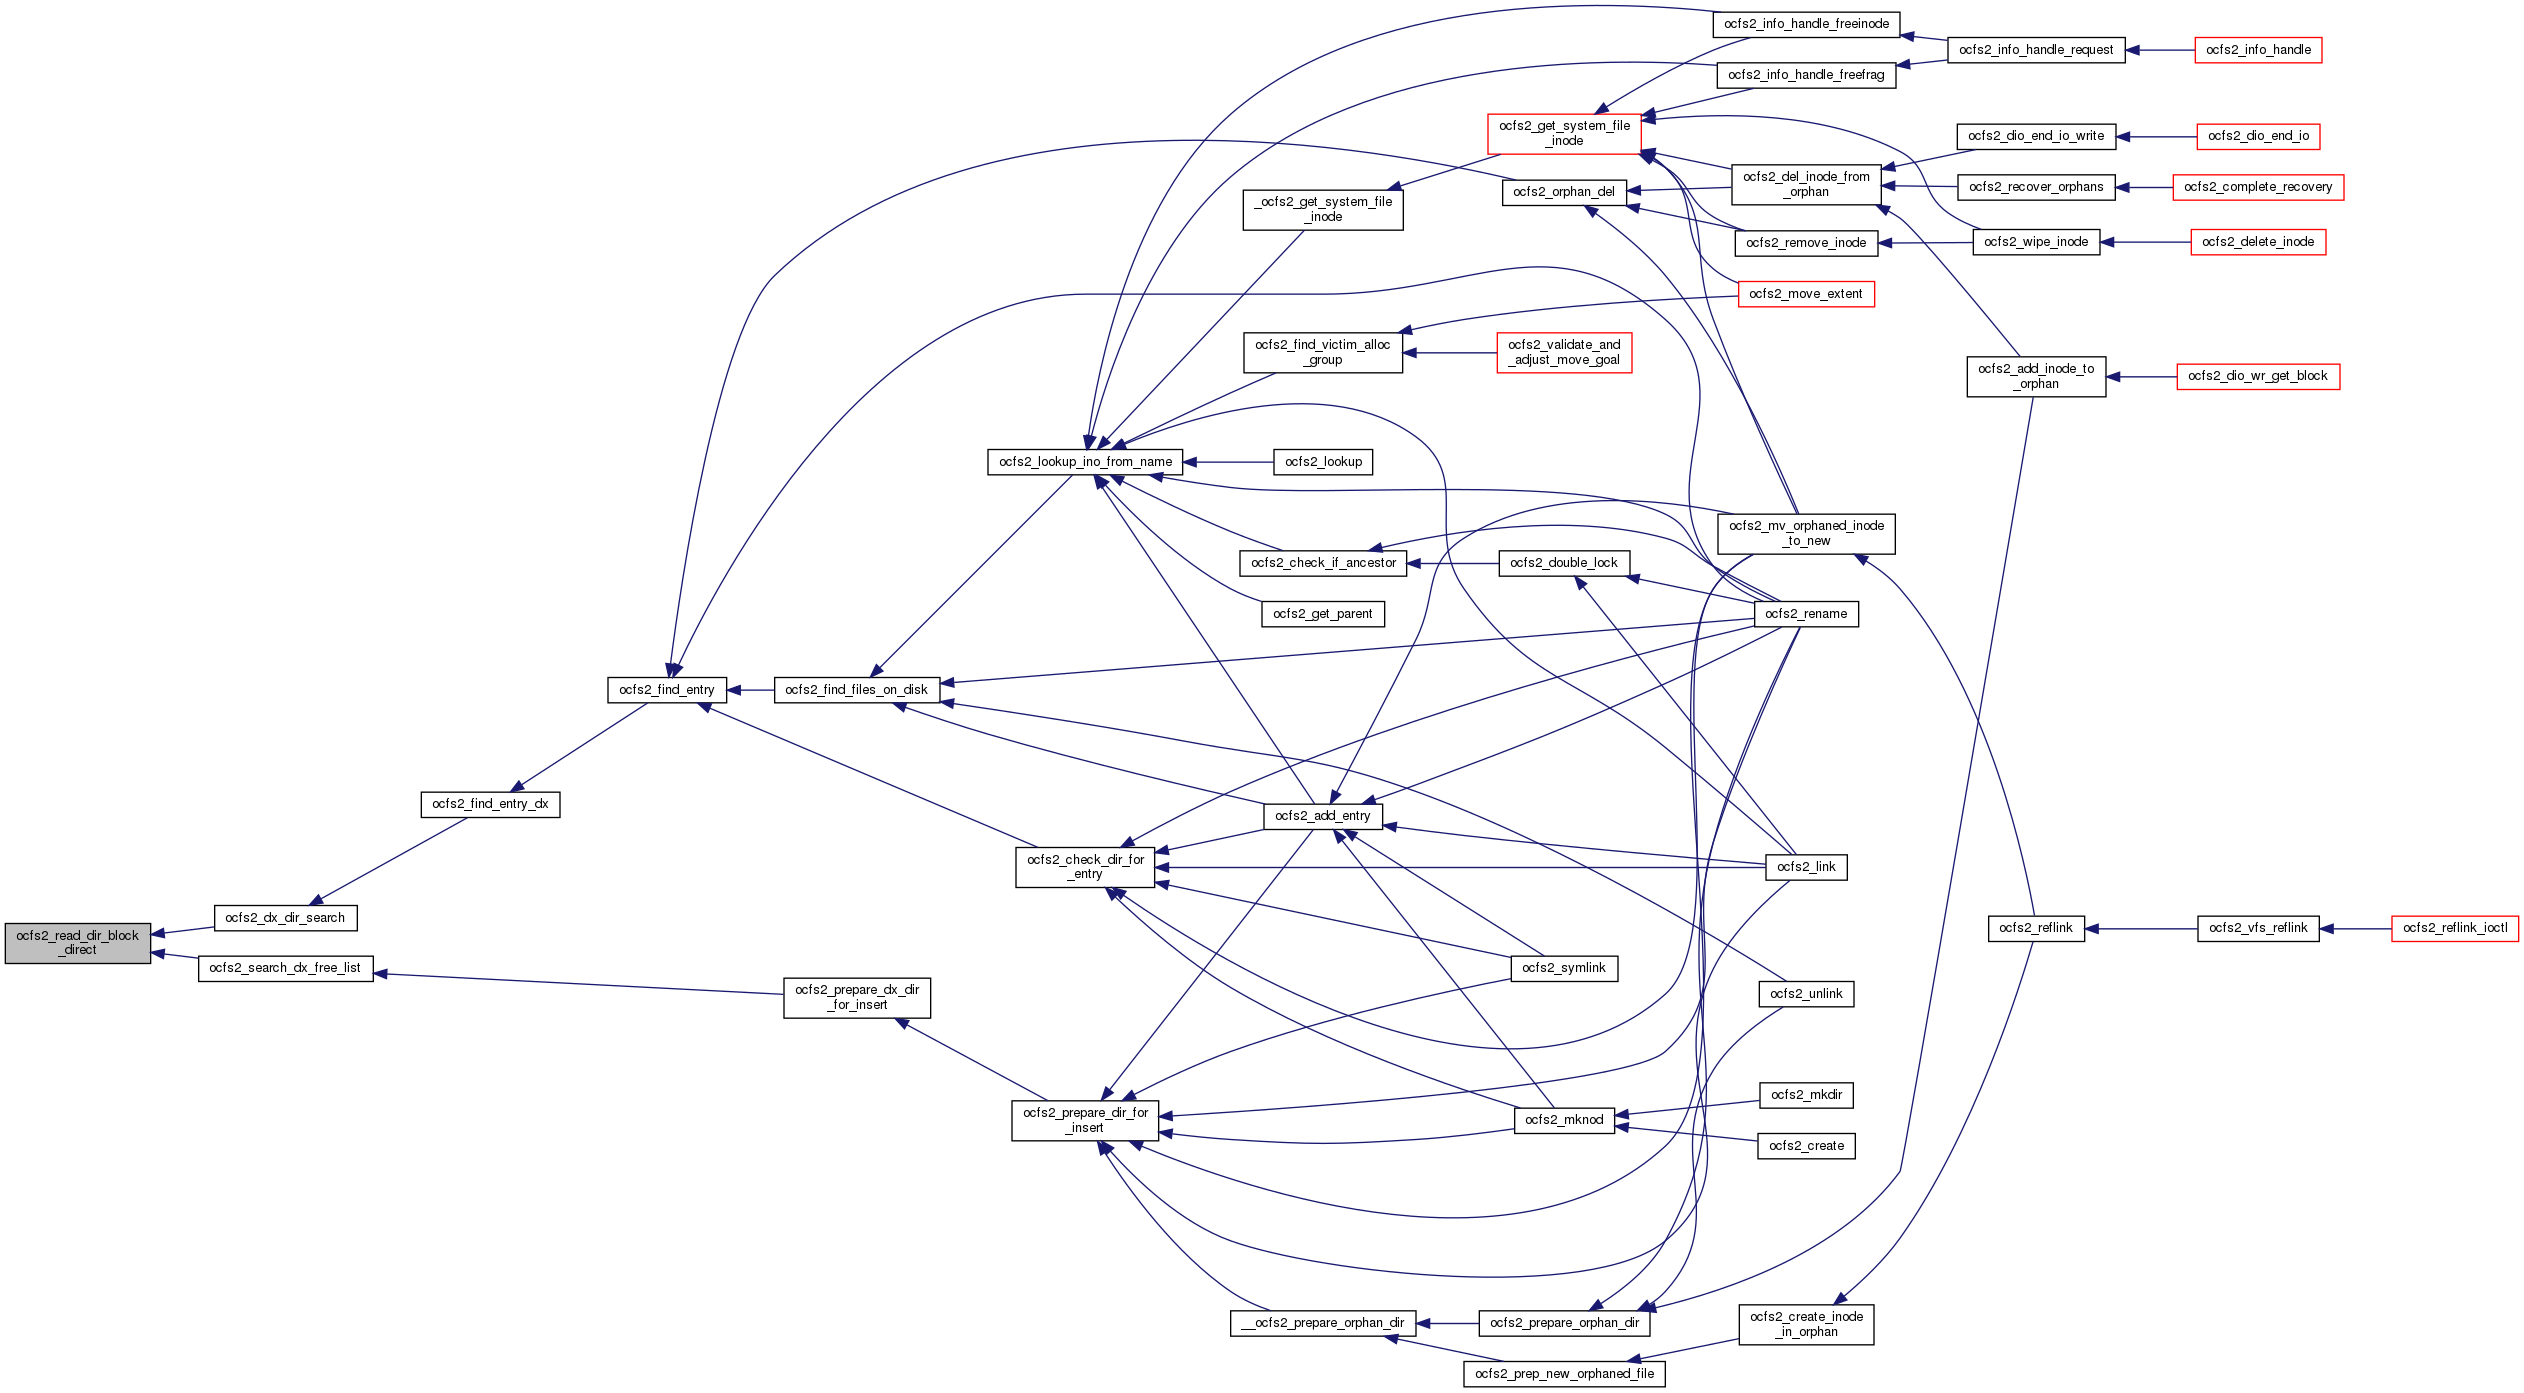 ocfs2_read_dir_block
_direct
ocfs2_dx_dir_search
ocfs2_search_dx_free_list
ocfs2_find_entry_dx
ocfs2_find_entry
ocfs2_find_files_on_disk
ocfs2_prepare_dx_dir
_for_insert
ocfs2_lookup_ino_from_name
ocfs2_check_dir_for
_entry
ocfs2_prepare_dir_for
_insert
_ocfs2_get_system_file
_inode
ocfs2_find_victim_alloc
_group
ocfs2_lookup
ocfs2_check_if_ancestor
ocfs2_get_parent
ocfs2_add_entry
__ocfs2_prepare_orphan_dir
ocfs2_get_system_file
_inode
ocfs2_orphan_del
ocfs2_validate_and
_adjust_move_goal
ocfs2_double_lock
ocfs2_symlink
ocfs2_mknod
ocfs2_prepare_orphan_dir
ocfs2_prep_new_orphaned_file
ocfs2_info_handle_freeinode
ocfs2_info_handle_freefrag
ocfs2_del_inode_from
_orphan
ocfs2_remove_inode
ocfs2_move_extent
ocfs2_mv_orphaned_inode
_to_new
ocfs2_rename
ocfs2_link
ocfs2_unlink
ocfs2_mkdir
ocfs2_create
ocfs2_create_inode
_in_orphan
ocfs2_info_handle_request
ocfs2_dio_end_io_write
ocfs2_recover_orphans
ocfs2_wipe_inode
ocfs2_add_inode_to
_orphan
ocfs2_reflink
ocfs2_info_handle
ocfs2_dio_end_io
ocfs2_complete_recovery
ocfs2_delete_inode
ocfs2_dio_wr_get_block
ocfs2_vfs_reflink
ocfs2_reflink_ioctl